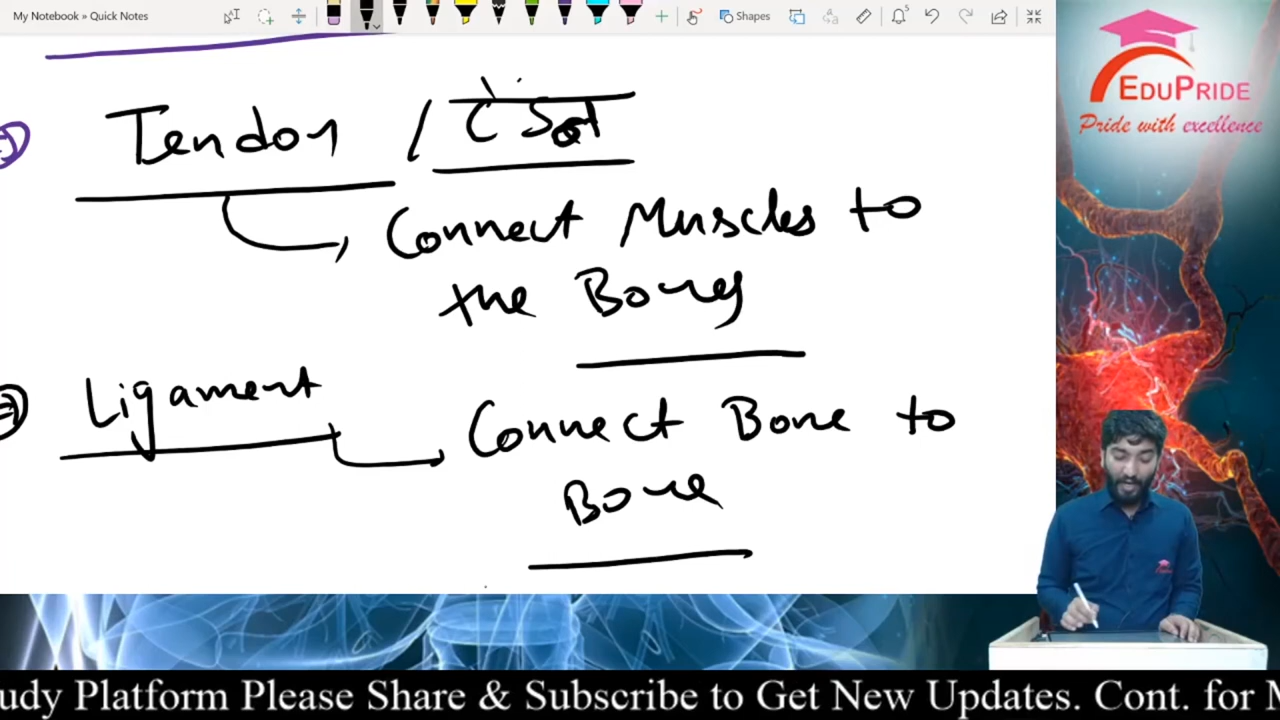 My Notebook » Quick Notes
Shapes
Tendon /
Connect Muscles to
the Bones
Ligament
Connect Bone to
Bone
EDUPRIDE
Pride with excellence
udy Platform Please Share & Subscribe to Get New Updates. Cont. for M